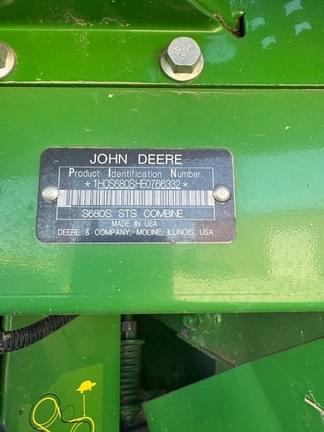 JOHN DEERE
Product Identification Number
*1H0S680SHE0766332*
S680S STS COMBINE
MADE IN USA
DEERE & COMPANY, MOLINE, ILLINOIS, USA